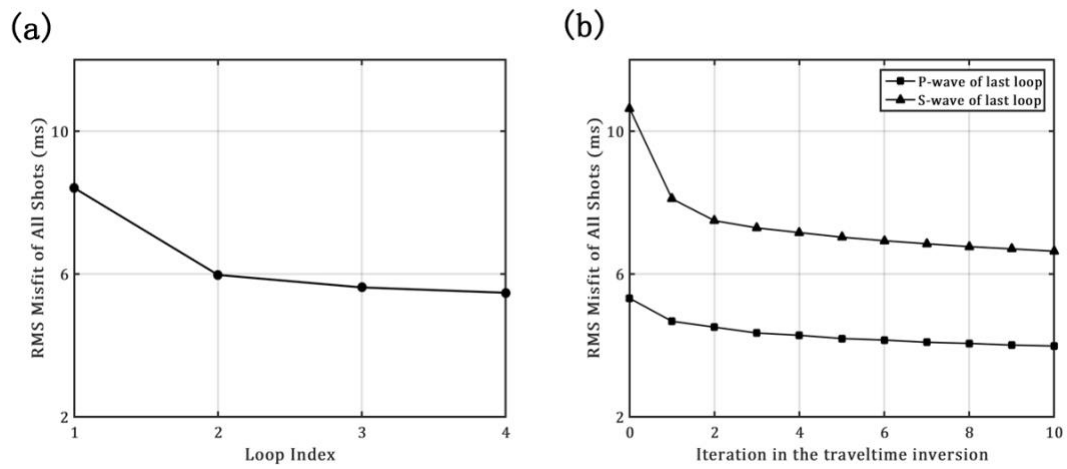 (a)
RMS Misfit of All Shots (ms)
10
6
2
1
2
3
4
Loop Index
(b)
RMS Misfit of All Shots (ms)
10
6
2
0
2
4
6
8
10
Iteration in the traveltime inversion
P-wave of last loop
S-wave of last loop